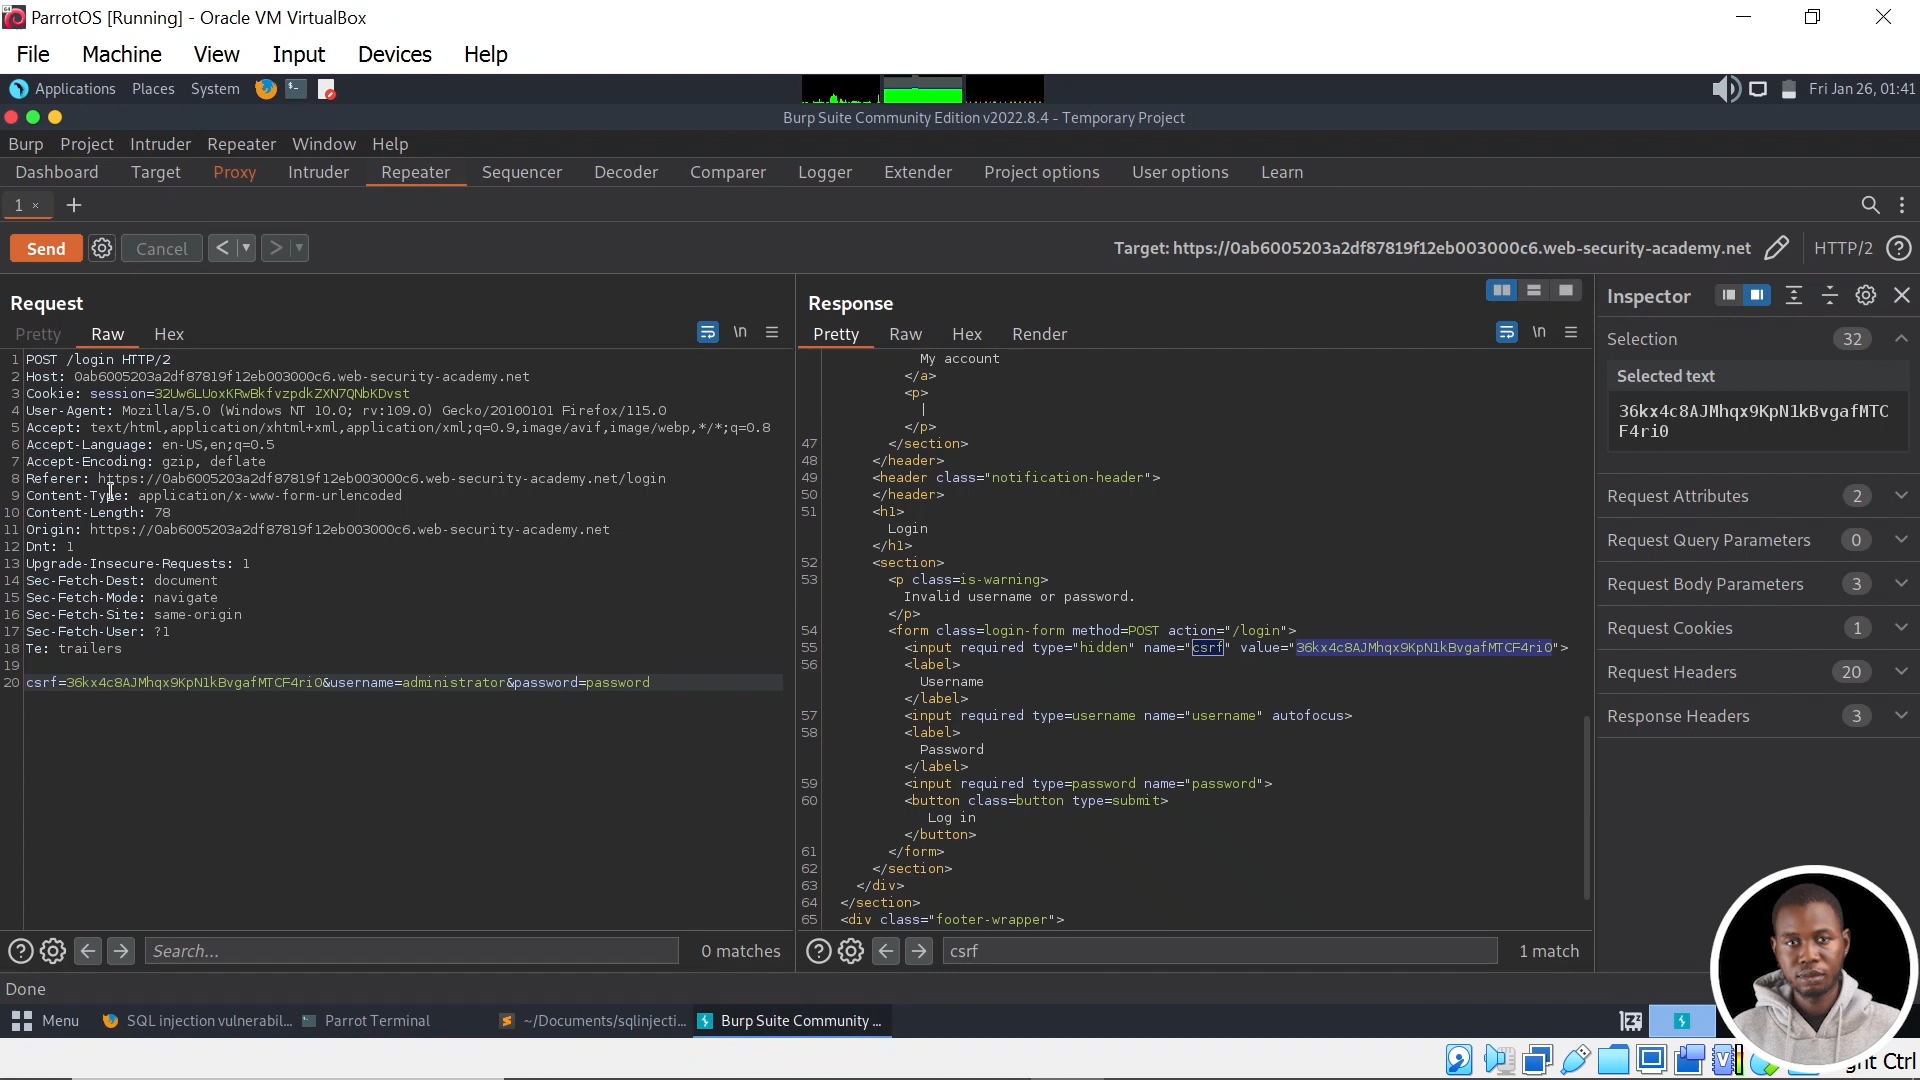 ParrotOS [Running] - Oracle VM VirtualBox
File Machine View Input Devices Help
Applications Places System Fri Jan 26, 01:41
Burp Suite Community Edition v2022.8.4 - Temporary Project
Burp Project Intruder Repeater Window Help
Dashboard Target Proxy Intruder Repeater Sequencer Decoder Comparer Logger Extender Project options User options Learn
1 × +
Send Cancel < > Target: https://0ab6005203a2df87819f12eb003000c6.web-security-academy.net HTTP/2
Request
Pretty Raw Hex \n
1 POST /login HTTP/2
2 Host: 0ab6005203a2df87819f12eb003000c6.web-security-academy.net
3 Cookie: session=32Uw6LUoxKRwBkfvzpdkZXN7QNbKDvst
4 User-Agent: Mozilla/5.0 (Windows NT 10.0; rv:109.0) Gecko/20100101 Firefox/115.0
5 Accept: text/html,application/xhtml+xml,application/xml;q=0.9,image/avif,image/webp,*/*;q=0.8
6 Accept-Language: en-US,en;q=0.5
7 Accept-Encoding: gzip, deflate
8 Referer: https://0ab6005203a2df87819f12eb003000c6.web-security-academy.net/login
9 Content-Type: application/x-www-form-urlencoded
10 Content-Length: 78
11 Origin: https://0ab6005203a2df87819f12eb003000c6.web-security-academy.net
12 Dnt: 1
13 Upgrade-Insecure-Requests: 1
14 Sec-Fetch-Dest: document
15 Sec-Fetch-Mode: navigate
16 Sec-Fetch-Site: same-origin
17 Sec-Fetch-User: ?1
18 Te: trailers
19
20 csrf=36kx4c8AJMhqx9KpN1kBvgafMTCF4ri0&username=administrator&password=password
Search... 0 matches
Response
Pretty Raw Hex Render \n
My account
</a>
<p>
|
</p>
47 </section>
48 </header>
49 <header class="notification-header">
50 </header>
51 <h1>
Login
</h1>
52 <section>
53 <p class=is-warning>
Invalid username or password.
</p>
54 <form class=login-form method=POST action="/login">
55 <input required type="hidden" name="csrf" value="36kx4c8AJMhqx9KpN1kBvgafMTCF4ri0">
56 <label>
Username
</label>
57 <input required type=username name="username" autofocus>
58 <label>
Password
</label>
59 <input required type=password name="password">
60 <button class=button type=submit>
Log in
</button>
61 </form>
62 </section>
63 </div>
64 </section>
65 <div class="footer-wrapper">
csrf 1 match
Inspector
Selection 32
Selected text
36kx4c8AJMhqx9KpN1kBvgafMTC
F4ri0
Request Attributes 2
Request Query Parameters 0
Request Body Parameters 3
Request Cookies 1
Request Headers 20
Response Headers 3
Done
Menu SQL injection vulnerabil... Parrot Terminal ~/Documents/sqlinjecti... Burp Suite Community ...
Ctrl